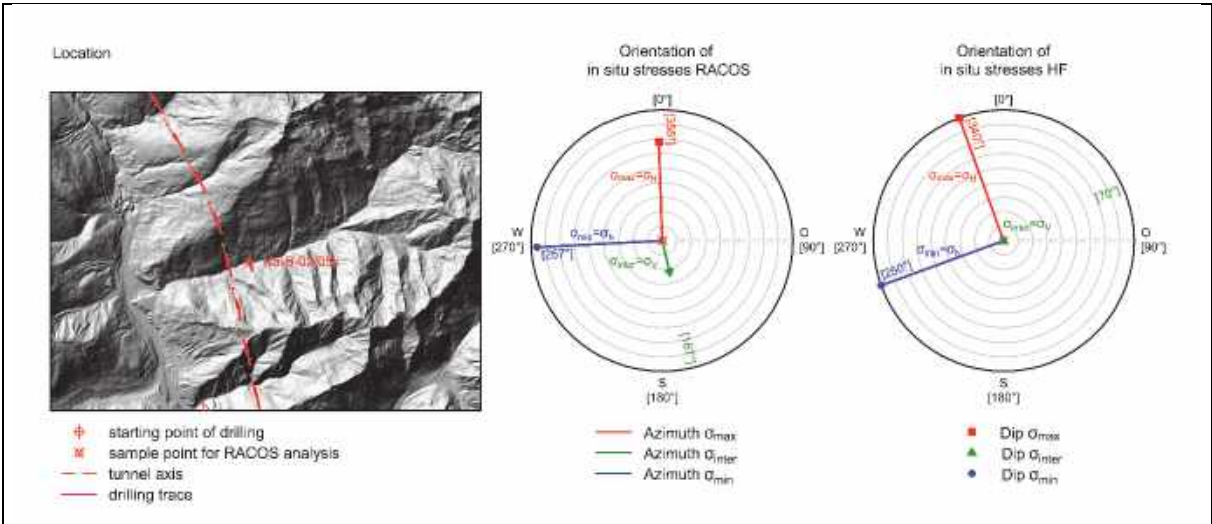 Location
Orientation of
in situ stresses RACOS
Orientation of
in situ stresses HF
[0°]
[0°]
σmax=σH
[340°]
σmax=σH
[70°]
W
[270°]
σmin=σh
[257°]
O
[90°]
W
[270°]
σinter=σV
O
[90°]
σinter=σV
σmin=σh
[250°]
[167°]
S
[180°]
S
[180°]
starting point of drilling
sample point for RACOS analysis
tunnel axis
drilling trace
Azimuth σmax
Azimuth σinter
Azimuth σmin
Dip σmax
Dip σinter
Dip σmin